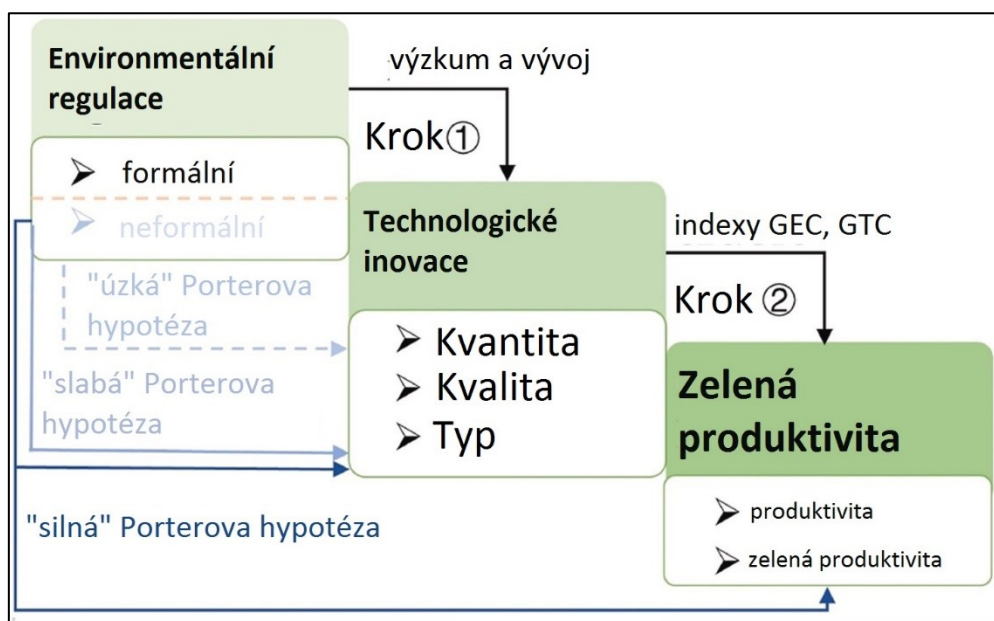 Environmentální
regulace
výzkum a vývoj
Krok①
➢ formální
➢ neformální
"úzká" Porterova
hypotéza
"slabá" Porterova
hypotéza
"silná" Porterova hypotéza
Technologické
inovace
➢ Kvantita
➢ Kvalita
➢ Typ
indexy GEC, GTC
Krok ②
Zelená
produktivita
➢ produktivita
➢ zelená produktivita